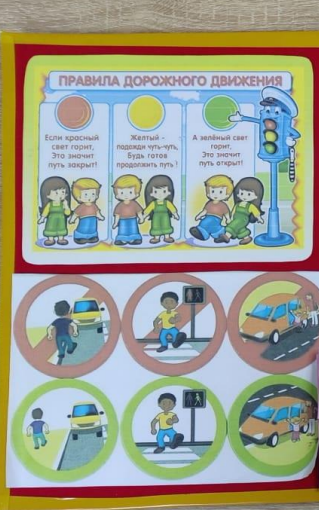 ПРАВИЛА ДОРОЖНОГО ДВИЖЕНИЯ
Если красный
свет горит,
Это значит
путь закрыт!
Желтый -
подожди чуть-чуть,
Будь готов
продолжить путь!
А зелёный свет
горит,
Это значит
путь открыт!